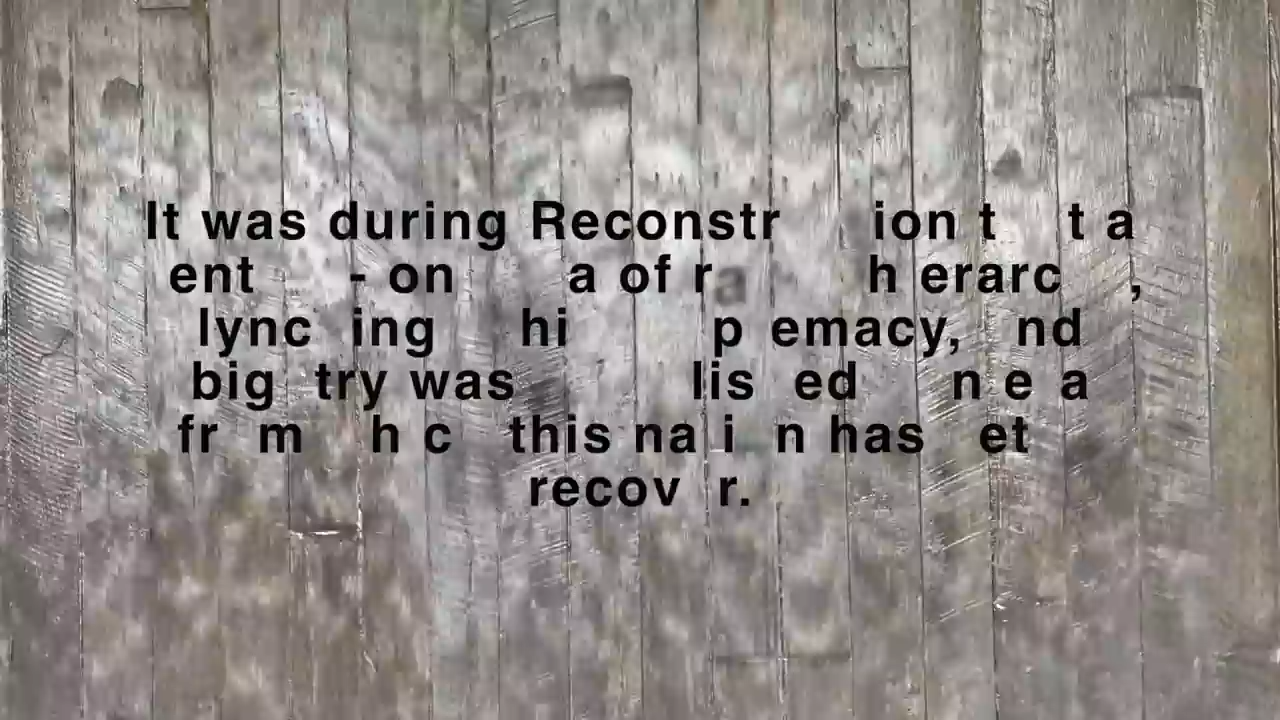 It was during Reconstr ion t t a
ent - on a of ra h erarc ,
lync ing hi p emacy, nd
big try was lis ed n e a
fr m h c this na i n has et
recov r.